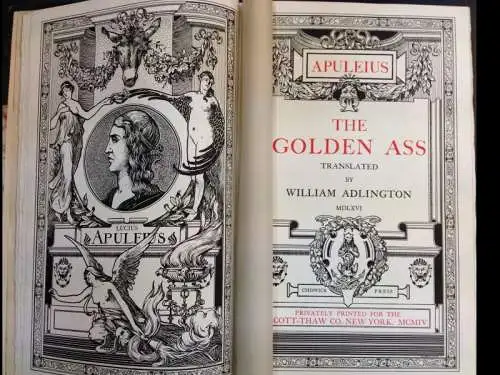 LUCIUS
APULEIUS
APULEIUS
THE
GOLDEN ASS
TRANSLATED
BY
WILLIAM ADLINGTON
MDLXVI
CHISWICK PRESS
PRIVATELY PRINTED FOR THE
SCOTT-THAW CO. NEW YORK. MCMIV